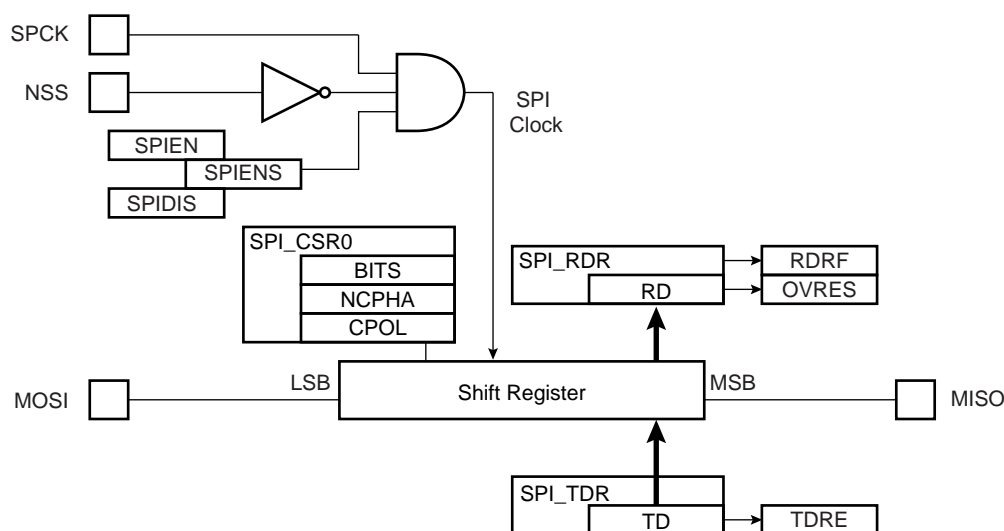 SPCK
NSS
SPI
Clock
SPIEN
SPIENS
SPIDIS
SPI_CSR0
BITS
NCPHA
CPOL
SPI_RDR
RD
RDRF
OVRES
MOSI
LSB
Shift Register
MSB
MISO
SPI_TDR
TD
TDRE